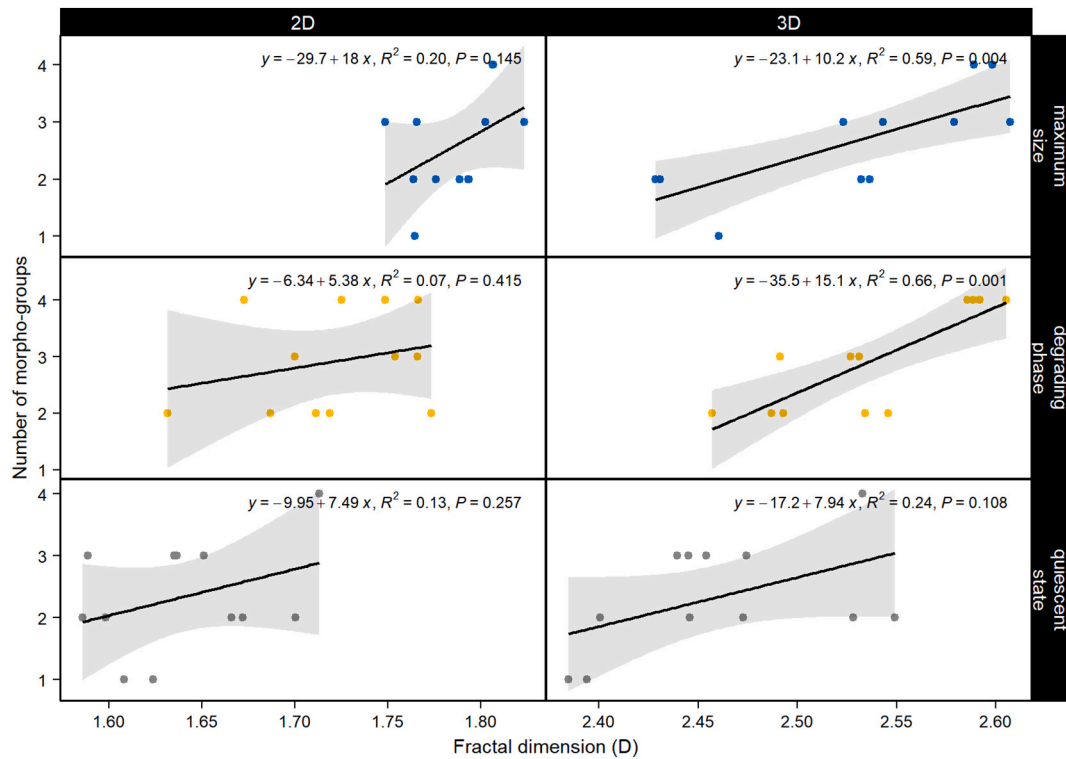 2D
3D
y = −29.7 + 18 x, R² = 0.20, P = 0.145
y = −23.1 + 10.2 x, R² = 0.59, P = 0.004
4
3
2
1
maximum
size
y = −6.34 + 5.38 x, R² = 0.07, P = 0.415
y = −35.5 + 15.1 x, R² = 0.66, P = 0.001
4
3
2
1
degrading
phase
Number of morpho-groups
y = −9.95 + 7.49 x, R² = 0.13, P = 0.257
y = −17.2 + 7.94 x, R² = 0.24, P = 0.108
4
3
2
1
quiescent
state
1.60 1.65 1.70 1.75 1.80
2.40 2.45 2.50 2.55 2.60
Fractal dimension (D)